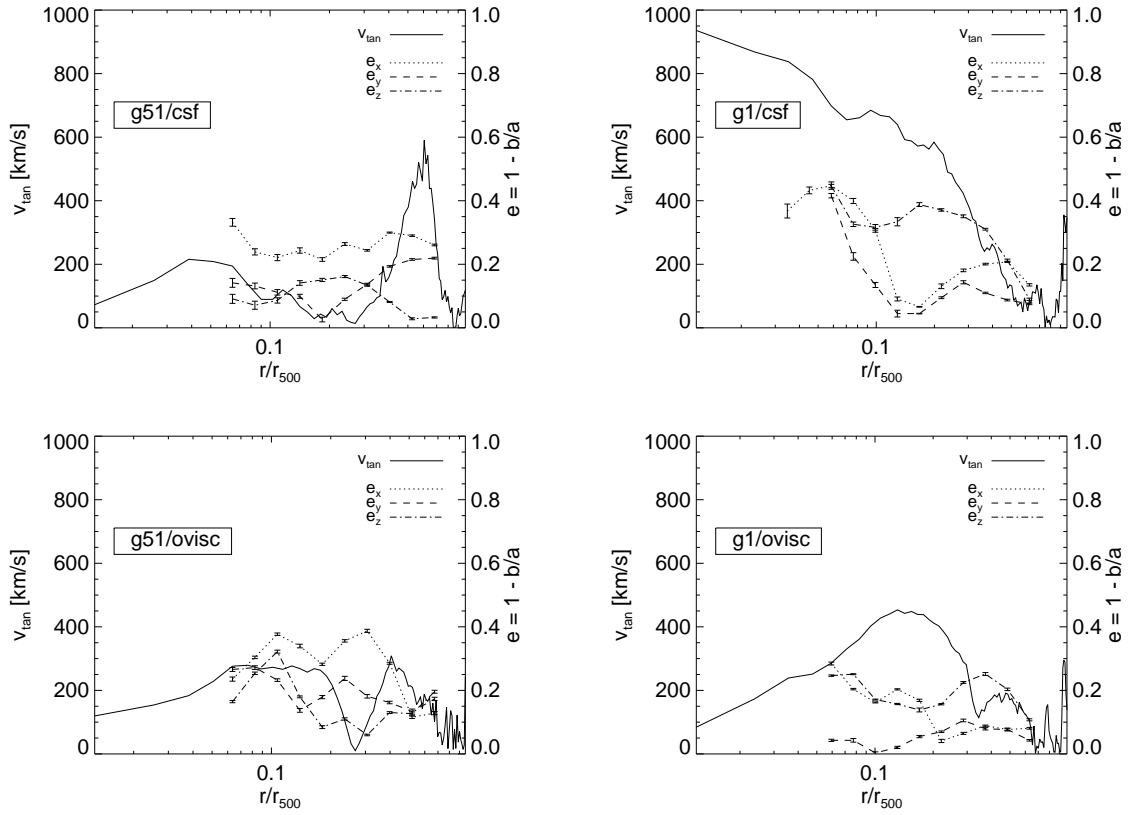 1000
800
600
400
200
0
v_tan [km/s]
g51/csf
v_tan
e_x
e_y
e_z
1.0
0.8
0.6
0.4
0.2
0.0
e = 1 - b/a
0.1
r/r_500
1000
800
600
400
200
0
v_tan [km/s]
g1/csf
v_tan
e_x
e_y
e_z
1.0
0.8
0.6
0.4
0.2
0.0
e = 1 - b/a
0.1
r/r_500
1000
800
600
400
200
0
v_tan [km/s]
g51/ovisc
v_tan
e_x
e_y
e_z
1.0
0.8
0.6
0.4
0.2
0.0
e = 1 - b/a
0.1
r/r_500
1000
800
600
400
200
0
v_tan [km/s]
g1/ovisc
v_tan
e_x
e_y
e_z
1.0
0.8
0.6
0.4
0.2
0.0
e = 1 - b/a
0.1
r/r_500